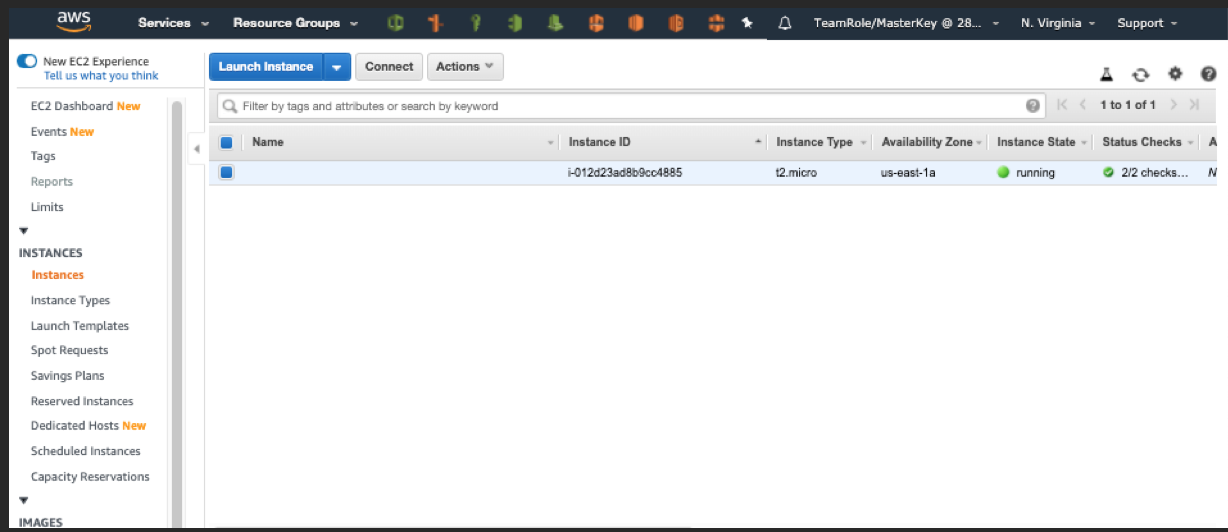 aws Services Resource Groups TeamRole/MasterKey @ 28... N. Virginia Support
New EC2 Experience
Tell us what you think
Launch Instance Connect Actions
EC2 Dashboard New
Events New
Tags
Reports
Limits
INSTANCES
Instances
Instance Types
Launch Templates
Spot Requests
Savings Plans
Reserved Instances
Dedicated Hosts New
Scheduled Instances
Capacity Reservations
IMAGES
Filter by tags and attributes or search by keyword 1 to 1 of 1
Name Instance ID Instance Type Availability Zone Instance State Status Checks A
i-012d23ad8b9cc4885 t2.micro us-east-1a running 2/2 checks... N